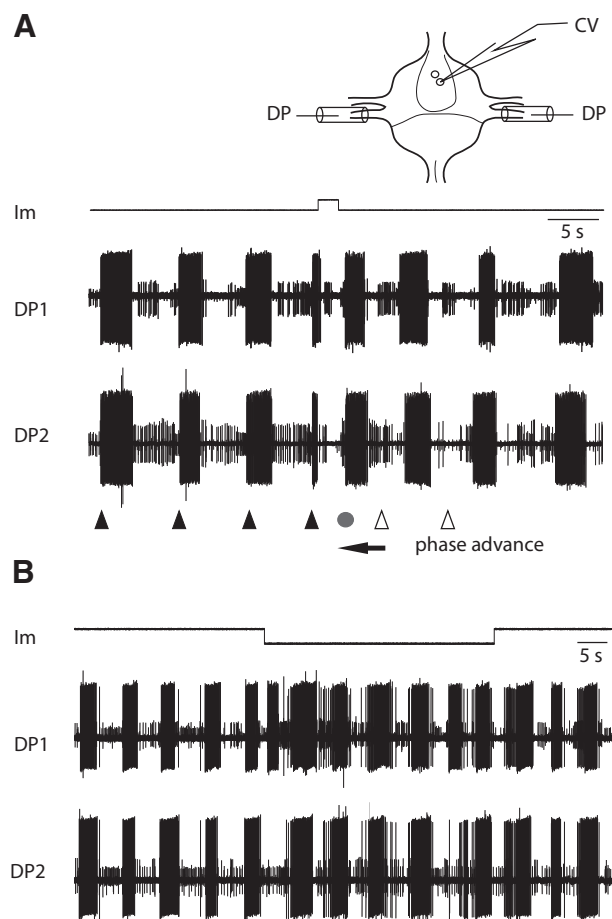 A
CV
DP
DP
Im
5 s
DP1
DP2
phase advance
B
Im
5 s
DP1
DP2